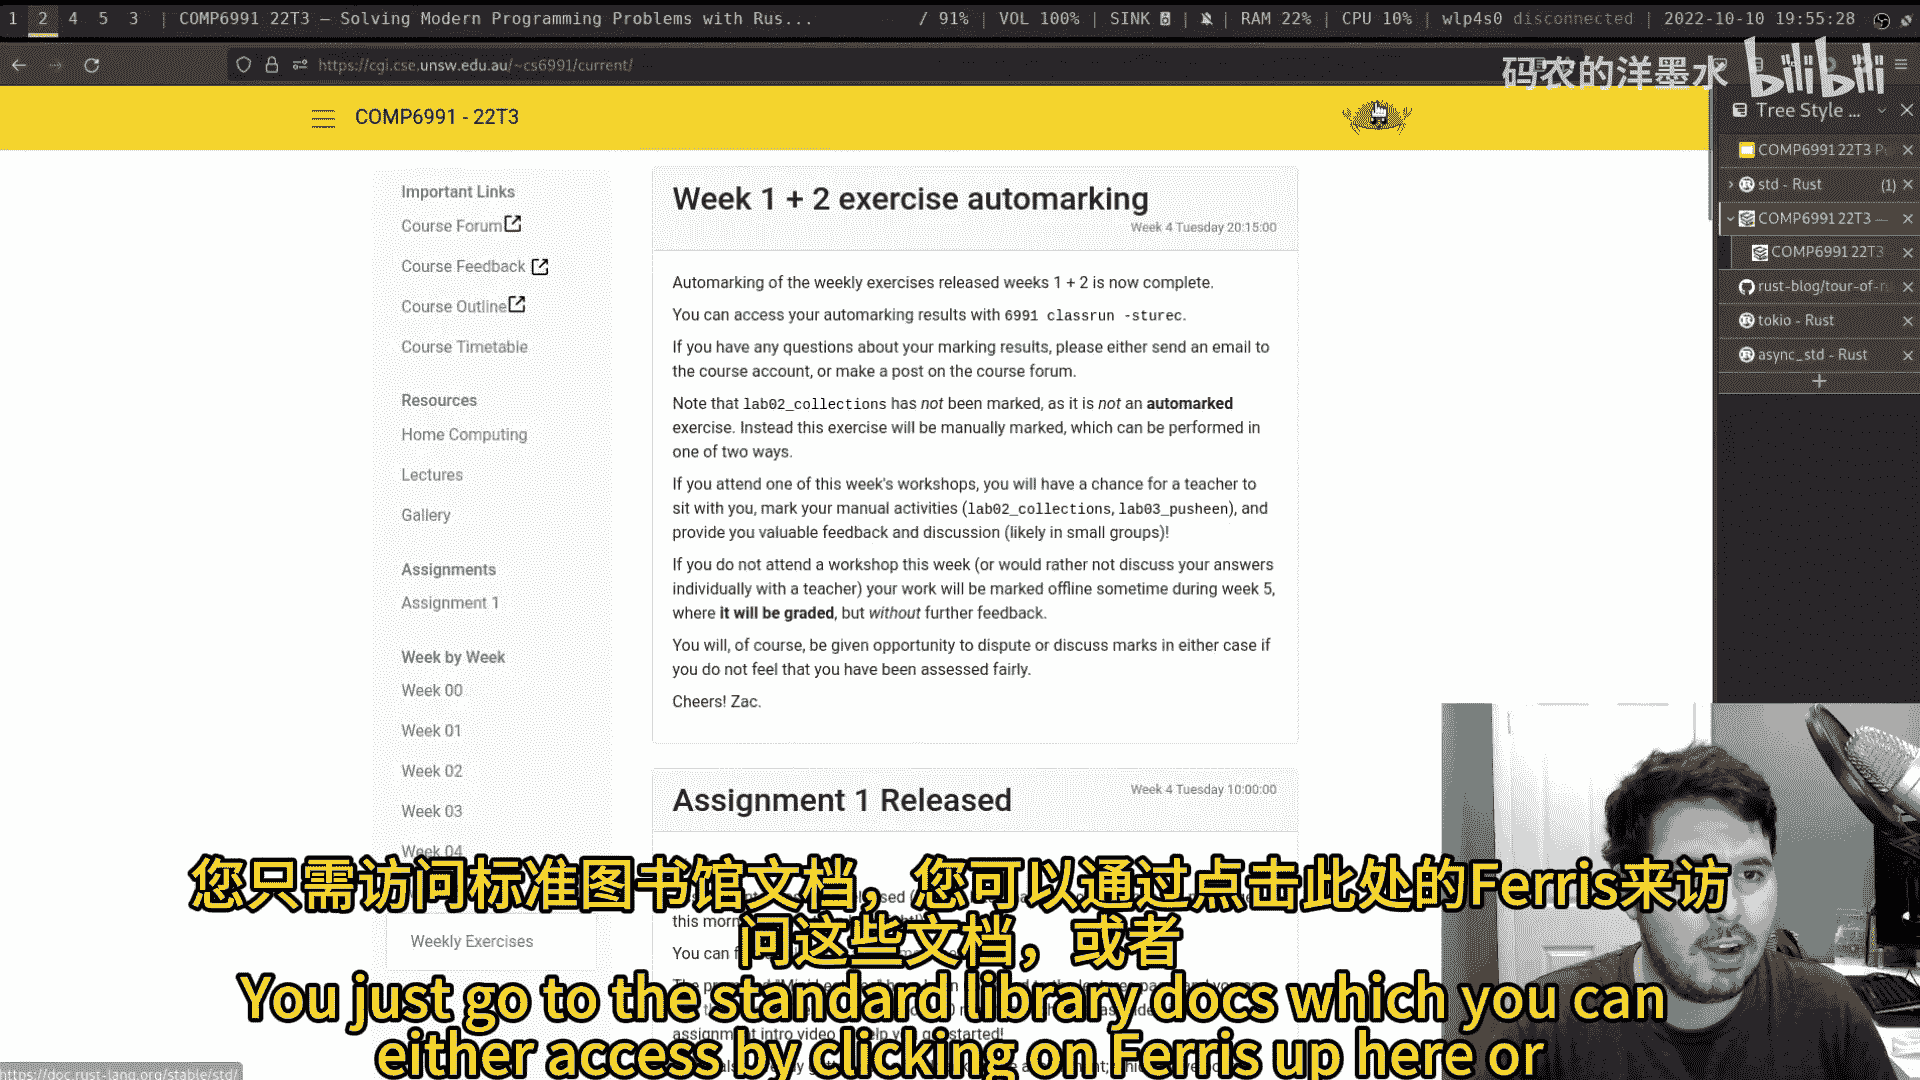 1 2 4 5 3 | COMP6991 22T3 — Solving Modern Programming Problems with Rus...
/ 91% | VOL 100% | SINK | RAM 22% | CPU 10% | wlp4s0 disconnected | 2022-10-10 19:55:28
https://cgi.cse.unsw.edu.au/~cs6991/current/
码农的洋墨水 bilibili
COMP6991 - 22T3
Tree Style ...
COMP6991 22T3
std - Rust (1)
COMP6991 22T3 —
COMP6991 22T3
rust-blog/tour-of-r
tokio - Rust
async_std - Rust
Important Links
Course Forum
Course Feedback
Course Outline
Course Timetable
Resources
Home Computing
Lectures
Gallery
Assignments
Assignment 1
Week by Week
Week 00
Week 01
Week 02
Week 03
Week 04
Weekly Exercises
Week 1 + 2 exercise automarking
Week 4 Tuesday 20:15:00
Automarking of the weekly exercises released weeks 1 + 2 is now complete.
You can access your automarking results with 6991 classrun -sturec.
If you have any questions about your marking results, please either send an email to
the course account, or make a post on the course forum.
Note that lab02_collections has not been marked, as it is not an automarked
exercise. Instead this exercise will be manually marked, which can be performed in
one of two ways.
If you attend one of this week's workshops, you will have a chance for a teacher to
sit with you, mark your manual activities (lab02_collections, lab03_pusheen), and
provide you valuable feedback and discussion (likely in small groups)!
If you do not attend a workshop this week (or would rather not discuss your answers
individually with a teacher) your work will be marked offline sometime during week 5,
where it will be graded, but without further feedback.
You will, of course, be given opportunity to dispute or discuss marks in either case if
you do not feel that you have been assessed fairly.
Cheers! Zac.
Assignment 1 Released
Week 4 Tuesday 10:00:00
this morn
You can f
assignment intro video
您只需访问标准图书馆文档，您可以通过点击此处的Ferris来访
问这些文档，或者
You just go to the standard library docs which you can
either access by clicking on Ferris up here or
https://doc.rust-lang.org/stable/std/